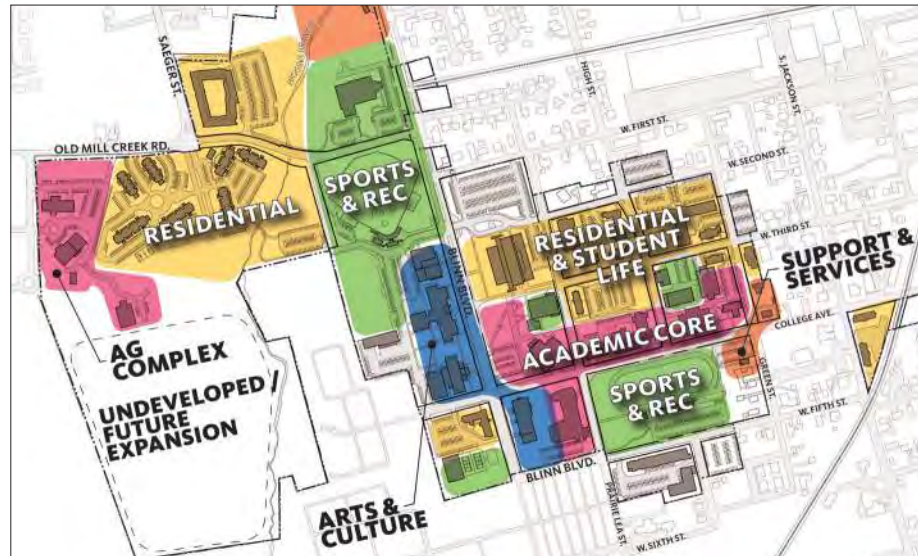 SAEGER ST.
HIGH ST.
S. JACKSON ST.
W. FIRST ST.
OLD MILL CREEK RD.
W. SECOND ST.
SPORTS
& REC
RESIDENTIAL
RESIDENTIAL
& STUDENT
LIFE
W. THIRD ST.
SUPPORT &
SERVICES
BLINN BLVD.
COLLEGE AVE.
ACADEMIC CORE
AG
COMPLEX
SPORTS
& REC
GREEN ST.
UNDEVELOPED /
FUTURE
EXPANSION
W. FIFTH ST.
BLINN BLVD.
ARTS &
CULTURE
PRAIRIE LEA ST.
W. SIXTH ST.